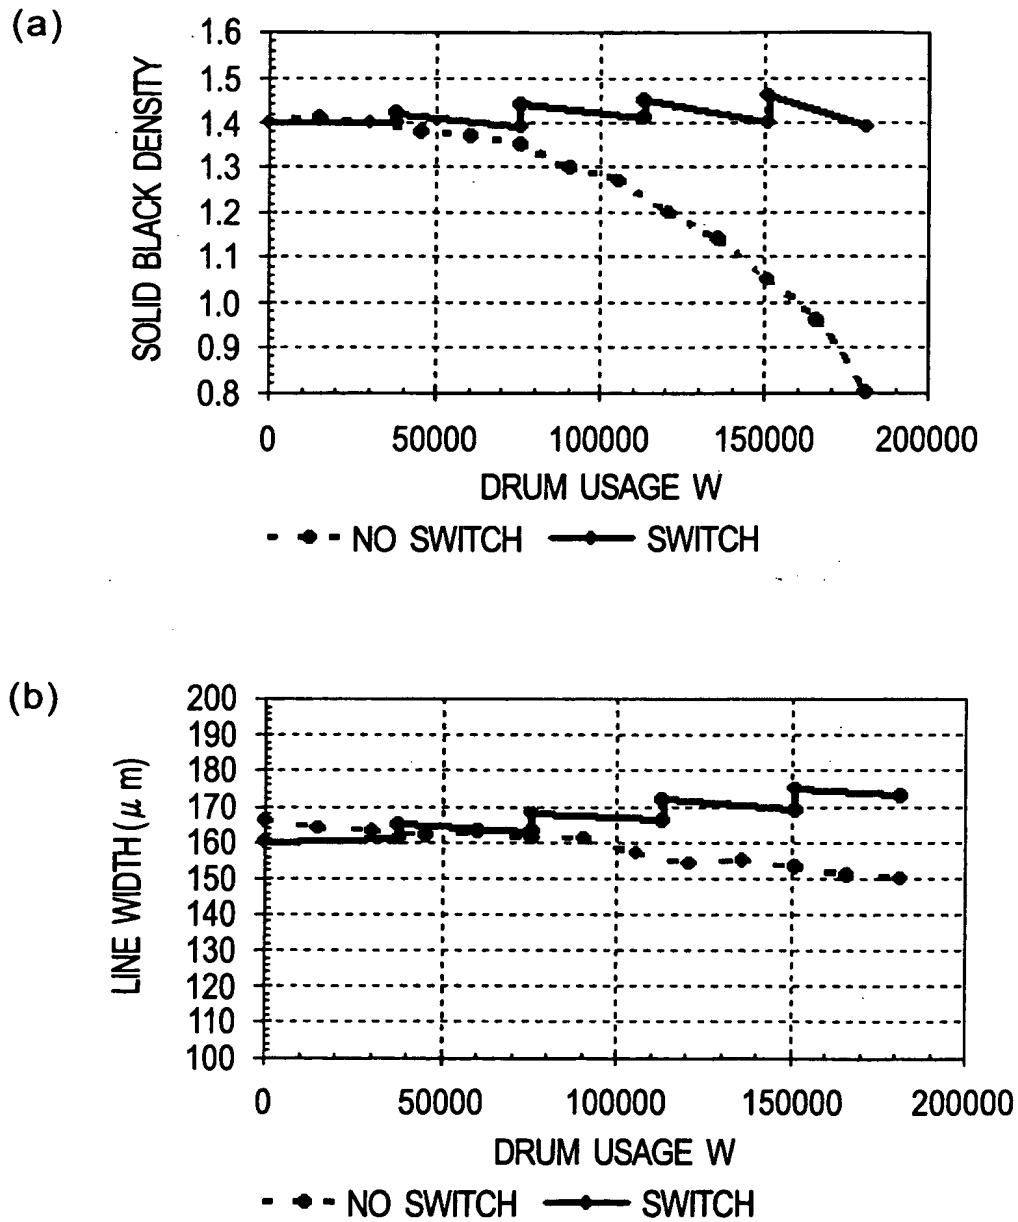 (a)
SOLID BLACK DENSITY
1.6
1.5
1.4
1.3
1.2
1.1
1.0
0.9
0.8
0 50000 100000 150000 200000
DRUM USAGE W
NO SWITCH SWITCH
(b)
LINE WIDTH (μm)
200
190
180
170
160
150
140
130
120
110
100
0 50000 100000 150000 200000
DRUM USAGE W
NO SWITCH SWITCH